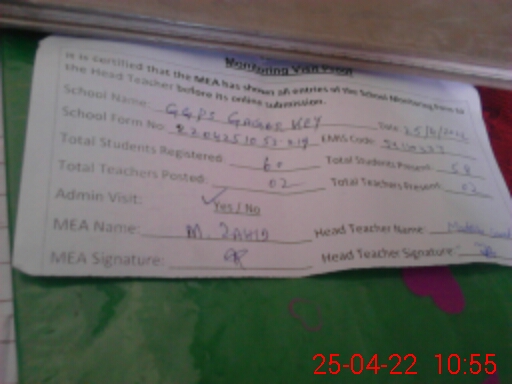 Monitoring Visit Proof
It is certified that the MEA has shown all entries of the School Monitoring Form to
the Head Teacher before its online submission.
School Name: GGPS Date: 25/4/2022
School Form No: EMIS Code:
Total Students Registered: 60 Total Students Present: 58
Total Teachers Posted: 02 Total Teachers Present: 02
Admin Visit: Yes / No
MEA Name: M. ZAHID Head Teacher Name:
MEA Signature: Head Teacher Signature:
25-04-22 10:55